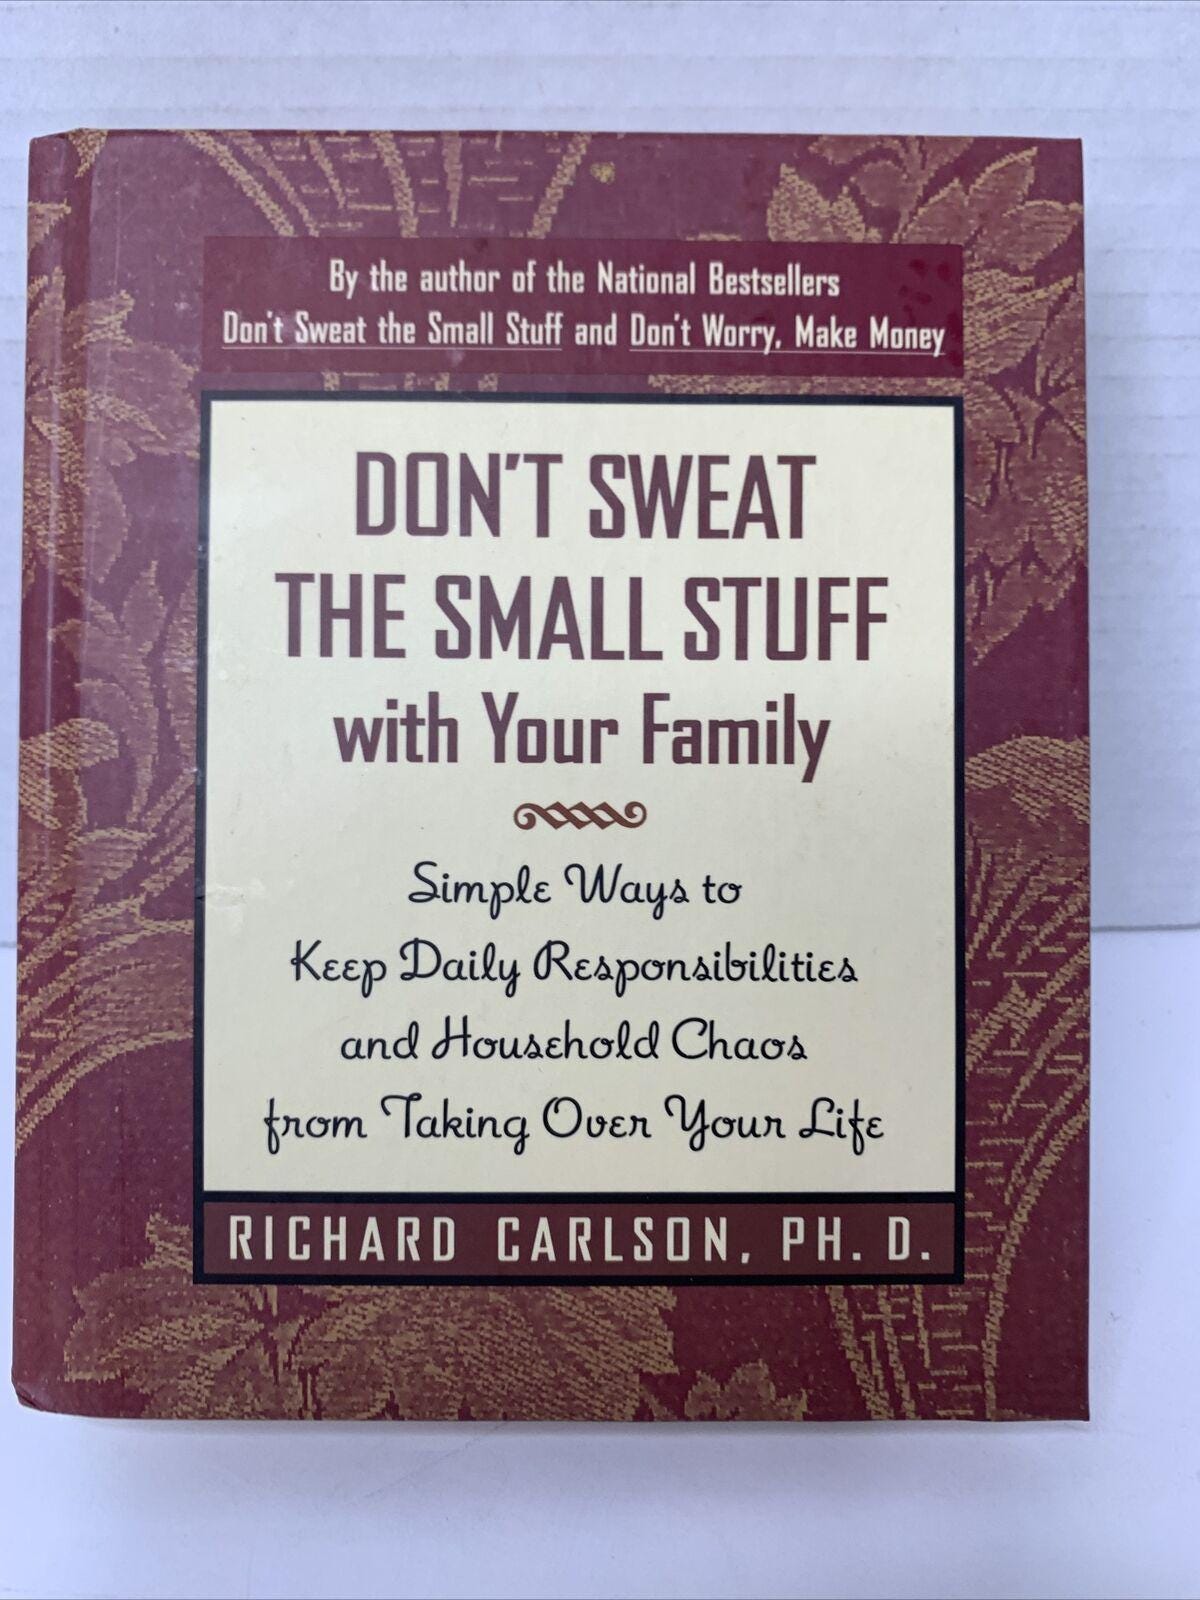 By the author of the National Bestsellers
Don't Sweat the Small Stuff and Don't Worry, Make Money
DON'T SWEAT
THE SMALL STUFF
with Your Family
Simple Ways to
Keep Daily Responsibilities
and Household Chaos
from Taking Over Your Life
RICHARD CARLSON, PH. D.